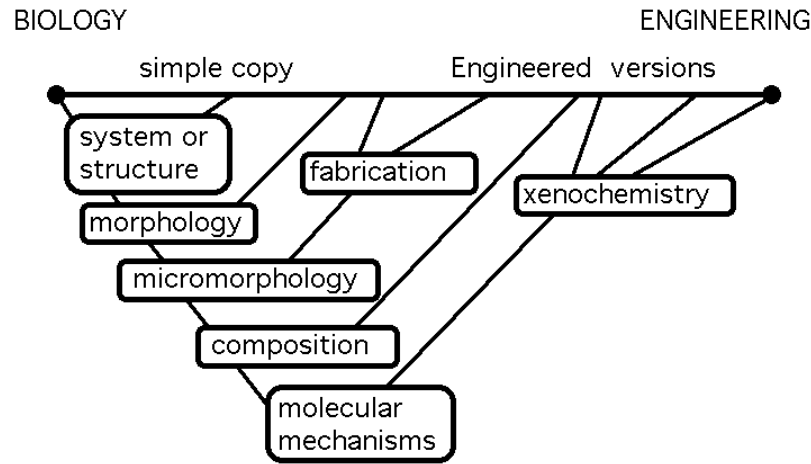 BIOLOGY
ENGINEERING
simple copy
Engineered versions
system or
structure
fabrication
xenochemistry
morphology
micromorphology
composition
molecular
mechanisms